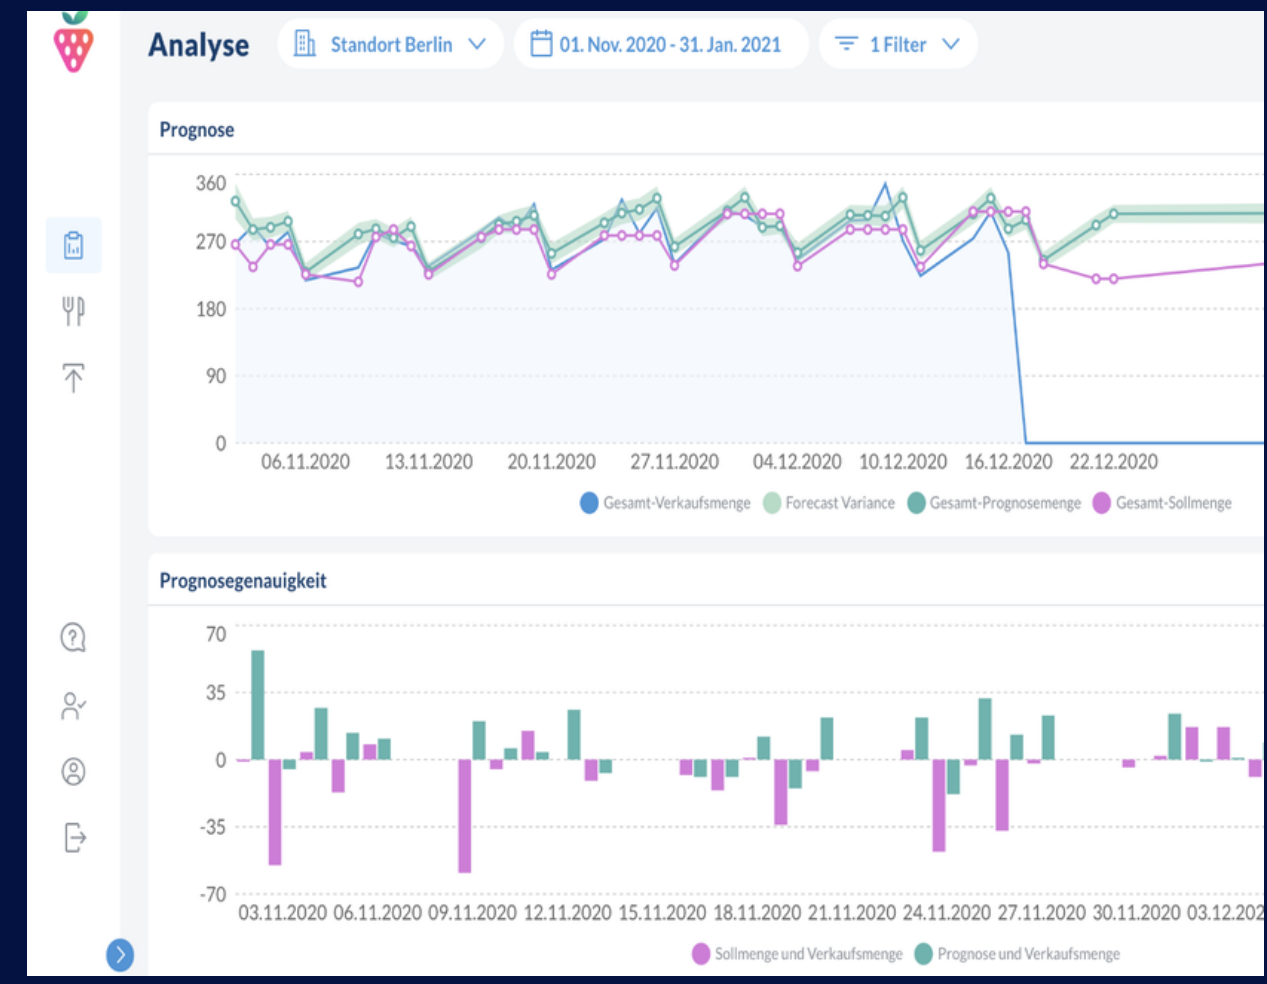 Analyse Standort Berlin 01. Nov. 2020 - 31. Jan. 2021 1 Filter
Prognose
360
270
180
90
0
06.11.2020 13.11.2020 20.11.2020 27.11.2020 04.12.2020 10.12.2020 16.12.2020 22.12.2020
Gesamt-Verkaufsmenge Forecast Variance Gesamt-Prognosemenge Gesamt-Sollmenge
Prognosegenauigkeit
70
35
0
-35
-70
03.11.2020 06.11.2020 09.11.2020 12.11.2020 15.11.2020 18.11.2020 21.11.2020 24.11.2020 27.11.2020 30.11.2020 03.12.202
Sollmenge und Verkaufsmenge Prognose und Verkaufsmenge